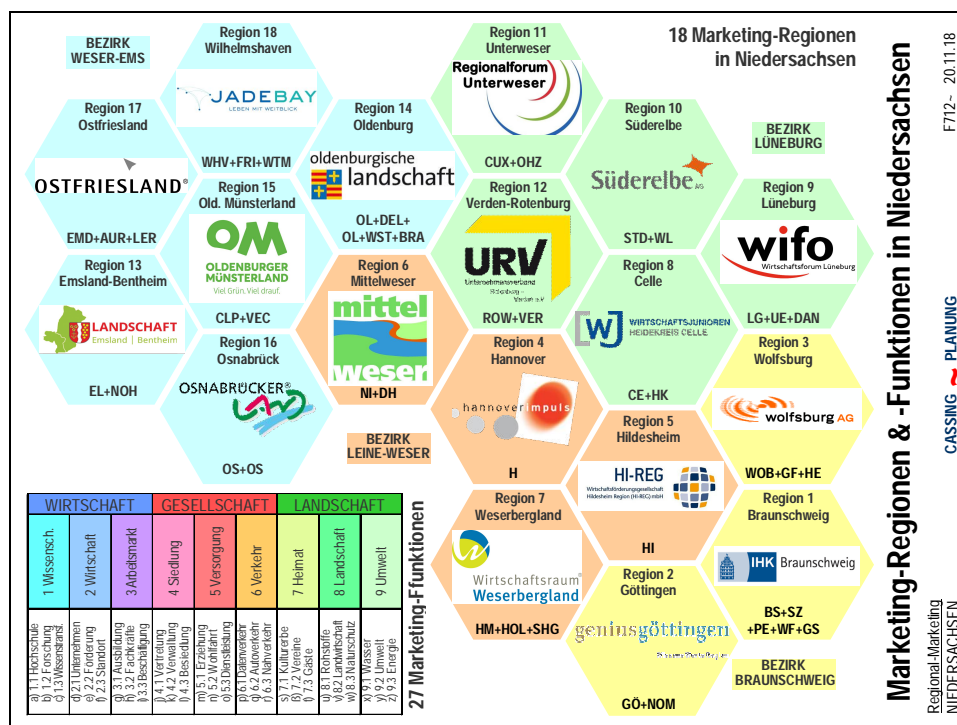 BEZIRK
WESER-EMS
Region 18
Wilhelmshaven
JADEBAY
LEBEN MIT WEITBLICK
WHV+FRI+WTM
Region 11
Unterweser
Regionalforum
Unterweser
CUX+OHZ
18 Marketing-Regionen
in Niedersachsen
Region 17
Ostfriesland
OSTFRIESLAND®
EMD+AUR+LER
Region 14
Oldenburg
oldenburgische
landschaft
OL+DEL+
OL+WST+BRA
Region 10
Süderelbe
Süderelbe AG
STD+WL
BEZIRK
LÜNEBURG
Region 15
Old. Münsterland
OM
OLDENBURGER
MÜNSTERLAND
Viel Grün. Viel drauf.
CLP+VEC
Region 12
Verden-Rotenburg
URV
Unternehmensverband
Rotenburg -
Verden e.V.
ROW+VER
Region 9
Lüneburg
wifo
Wirtschaftsforum Lüneburg
LG+UE+DAN
Region 13
Emsland-Bentheim
LANDSCHAFT
Emsland | Bentheim
EL+NOH
Region 6
Mittelweser
mittel
weser
NI+DH
Region 8
Celle
[WJ]
WIRTSCHAFTSJUNIOREN
HEIDEKREIS CELLE
CE+HK
Region 16
Osnabrück
OSNABRÜCKER®
LAND
OS+OS
Region 4
Hannover
hannoverimpuls
H
Region 3
Wolfsburg
wolfsburg AG
WOB+GF+HE
BEZIRK
LEINE-WESER
Region 5
Hildesheim
HI-REG
Wirtschaftsförderungsgesellschaft
Hildesheim Region (HI-REG) mbH
HI
Region 7
Weserbergland
Wirtschaftsraum®
Weserbergland
HM+HOL+SHG
Region 1
Braunschweig
IHK Braunschweig
BS+SZ
+PE+WF+GS
Region 2
Göttingen
geniusgöttingen
GÖ+NOM
BEZIRK
BRAUNSCHWEIG
WIRTSCHAFT GESELLSCHAFT LANDSCHAFT
1 Wissensch.
2 Wirtschaft
3 Arbeitsmarkt
4 Siedlung
5 Versorgung
6 Verkehr
7 Heimat
8 Landschaft
9 Umwelt
a) 1.1 Hochschule
b) 1.2 Forschung
c) 1.3 Wissenstransf.
d) 2.1 Unternehmen
e) 2.2 Förderung
f) 2.3 Standort
g) 3.1 Ausbildung
h) 3.2 Fachkräfte
i) 3.3 Beschäftigung
j) 4.1 Vertretung
k) 4.2 Verwaltung
l) 4.3 Besiedlung
m) 5.1 Erziehung
n) 5.2 Wohlfahrt
o) 5.3 Dienstleistung
p) 6.1 Datenverkehr
q) 6.2 Autoverkehr
r) 6.3 Nahverkehr
s) 7.1 Kulturerbe
8) 7.2 Vereine
7.3 Gäste
u) 8.1 Rohstoffe
v) 8.2 Landwirtschaft
w) 8.3 Naturschutz
x) 9.1 Wasser
y) 9.2 Umwelt
z) 9.3 Energie
27 Marketing-Funktionen
Marketing-Regionen & -Funktionen in Niedersachsen
Regional-Marketing
NIEDERSACHSEN
CASSING ~ PLANUNG
F712~ 20.11.18